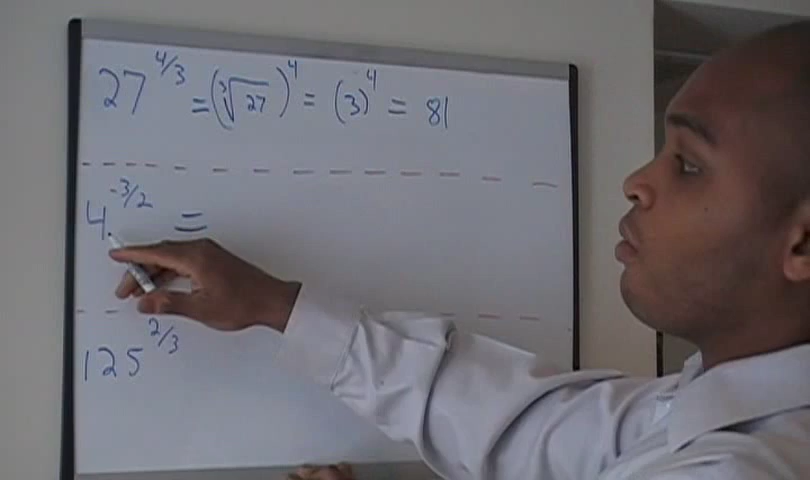 27^4/3 = (∛27)^4 = (3)^4 = 81
4^-3/2 =
125^2/3